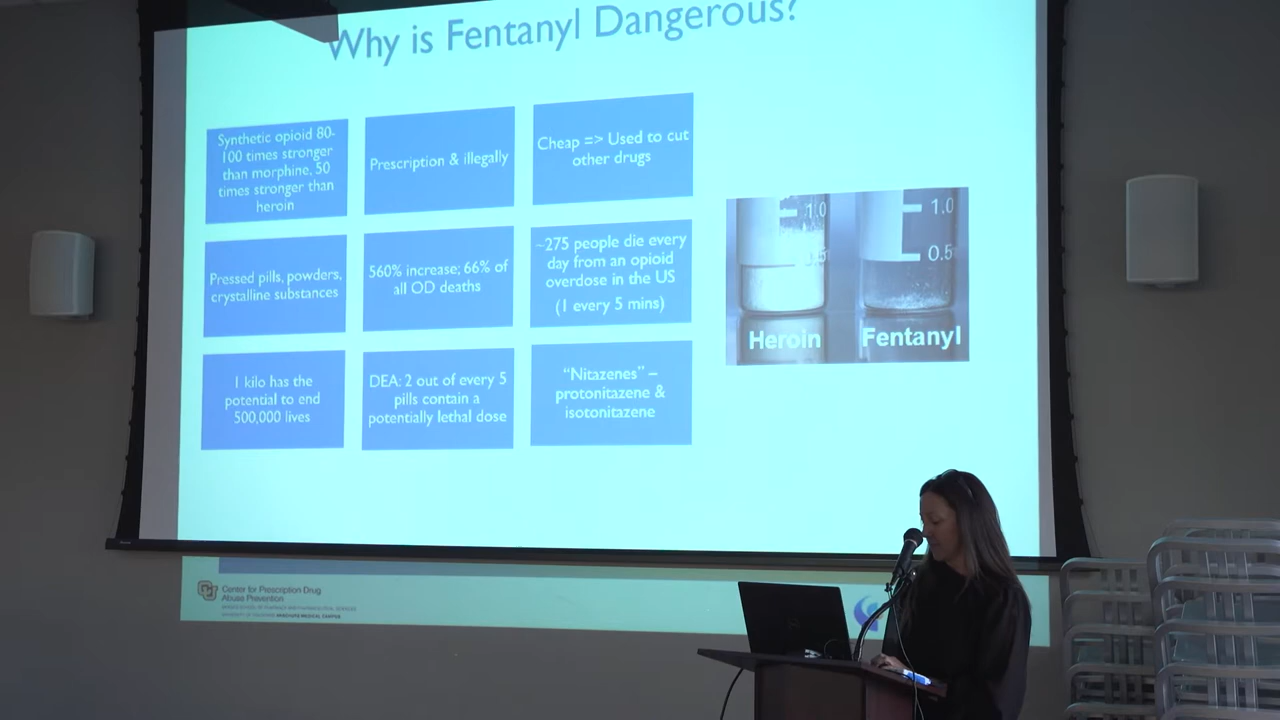 Why is Fentanyl Dangerous?
Synthetic opioid 80-
100 times stronger
than morphine, 50
times stronger than
heroin
Prescription & illegally
Cheap => Used to cut
other drugs
Pressed pills, powders,
crystalline substances
560% increase; 66% of
all OD deaths
~275 people die every
day from an opioid
overdose in the US
(1 every 5 mins)
1 kilo has the
potential to end
500,000 lives
DEA: 2 out of every 5
pills contain a
potentially lethal dose
"Nitazenes" –
protonitazene &
isotonitazene
1.0
0.5
1.0
0.5
Heroin
Fentanyl
Center for Prescription Drug
Abuse Prevention